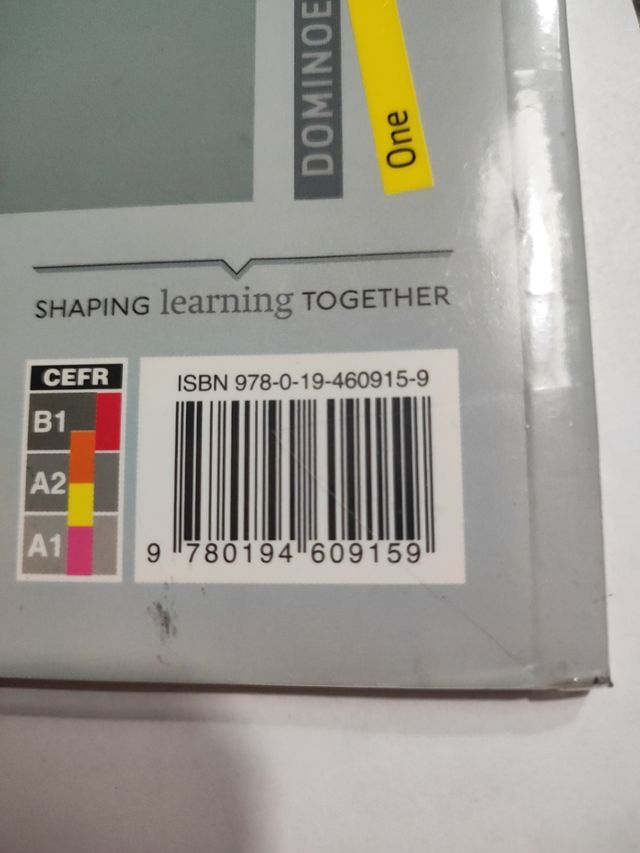 DOMINOE
One
SHAPING learning TOGETHER
CEFR
B1
A2
A1
ISBN 978-0-19-460915-9
9 780194 609159